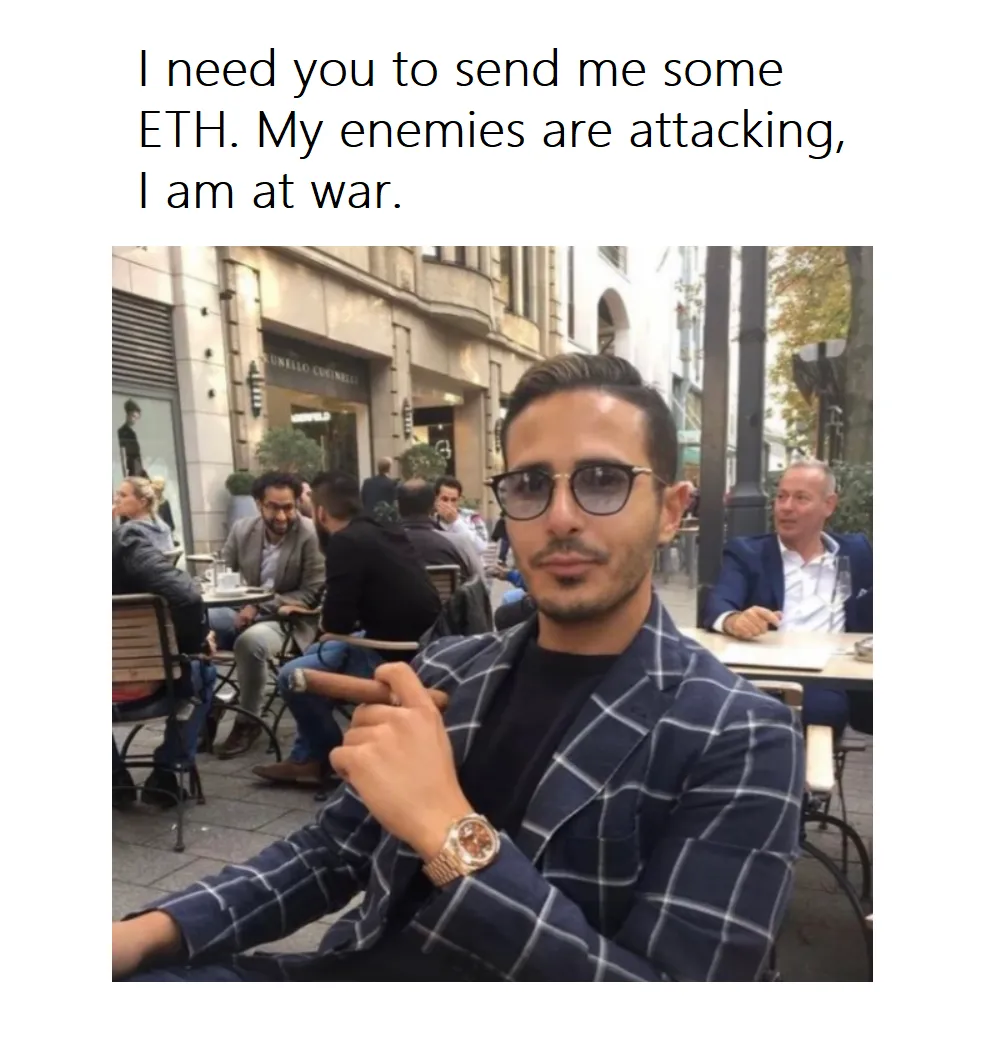 I need you to send me some
ETH. My enemies are attacking,
I am at war.